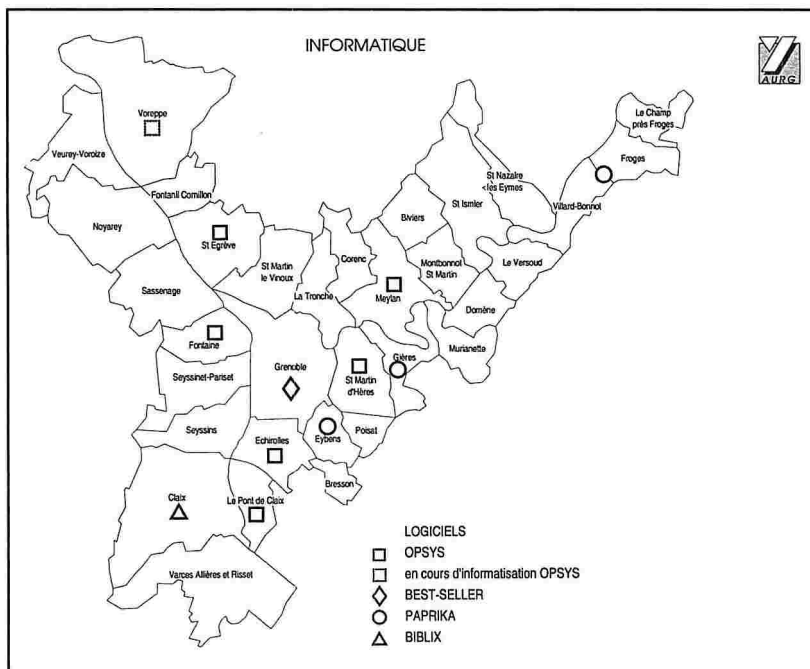 INFORMATIQUE
AURG
Voreppe
Le Champ
près Froges
Veurey-Voroize
Froges
St Nazaire
les Eymes
Fontanil Cornillon
St Ismier
Villard-Bonnot
Noyarey
Biviers
St Egrève
Corenc
Montbonnot
St Martin
Le Versoud
St Martin
le Vinoux
Sassenage
La Tronche
Meylan
Domène
Fontaine
Murianette
Grenoble
Gières
Seyssinet-Pariset
St Martin
d'Hères
Seyssins
Echirolles
Eybens
Poisat
Bresson
Claix
Le Pont de Claix
Varces Allières et Risset
LOGICIELS
OPSYS
en cours d'informatisation OPSYS
BEST-SELLER
PAPRIKA
BIBLIX